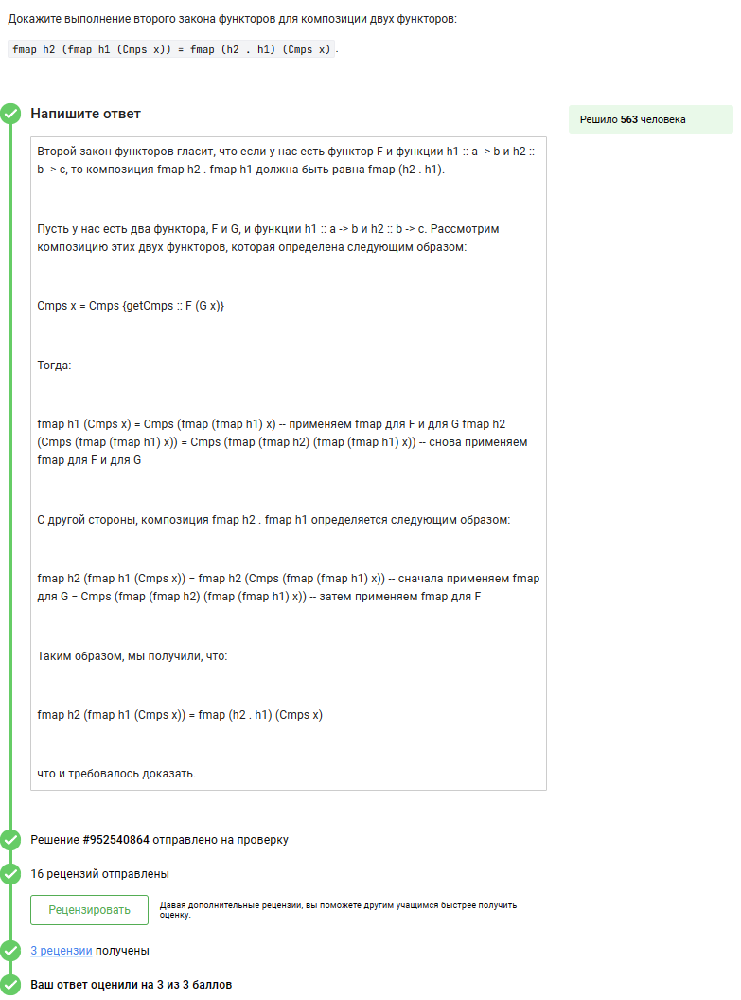 Докажите выполнение второго закона функторов для композиции двух функторов:
fmap h2 (fmap h1 (Cmps x)) = fmap (h2 . h1) (Cmps x) .
Напишите ответ
Решило 563 человека
Второй закон функторов гласит, что если у нас есть функтор F и функции h1 :: a -> b и h2 ::
b -> c, то композиция fmap h2 . fmap h1 должна быть равна fmap (h2 . h1).
Пусть у нас есть два функтора, F и G, и функции h1 :: a -> b и h2 :: b -> c. Рассмотрим
композицию этих двух функторов, которая определена следующим образом:
Cmps x = Cmps {getCmps :: F (G x)}
Тогда:
fmap h1 (Cmps x) = Cmps (fmap (fmap h1) x) -- применяем fmap для F и для G fmap h2
(Cmps (fmap (fmap h1) x)) = Cmps (fmap (fmap h2) (fmap (fmap h1) x)) -- снова применяем
fmap для F и для G
С другой стороны, композиция fmap h2 . fmap h1 определяется следующим образом:
fmap h2 (fmap h1 (Cmps x)) = fmap h2 (Cmps (fmap (fmap h1) x)) -- сначала применяем fmap
для G = Cmps (fmap (fmap h2) (fmap (fmap h1) x)) -- затем применяем fmap для F
Таким образом, мы получили, что:
fmap h2 (fmap h1 (Cmps x)) = fmap (h2 . h1) (Cmps x)
что и требовалось доказать.
Решение #952540864 отправлено на проверку
16 рецензий отправлены
Рецензировать
Давая дополнительные рецензии, вы поможете другим учащимся быстрее получить
оценку.
3 рецензии получены
Ваш ответ оценили на 3 из 3 баллов